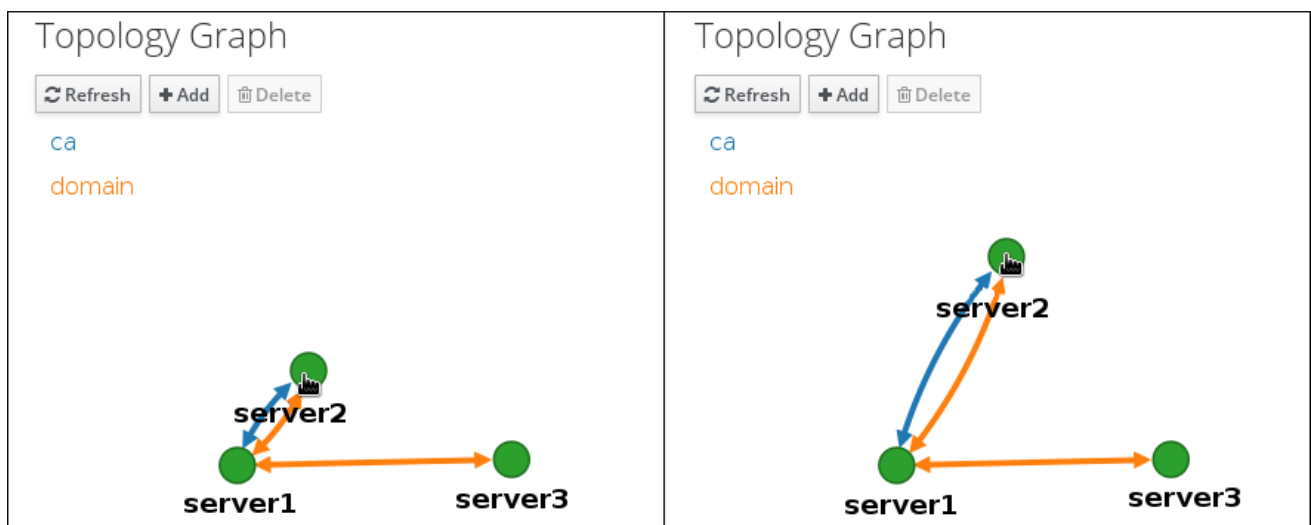 Topology Graph
Refresh Add Delete
ca
domain
server2
server1
server3
Topology Graph
Refresh Add Delete
ca
domain
server2
server1
server3